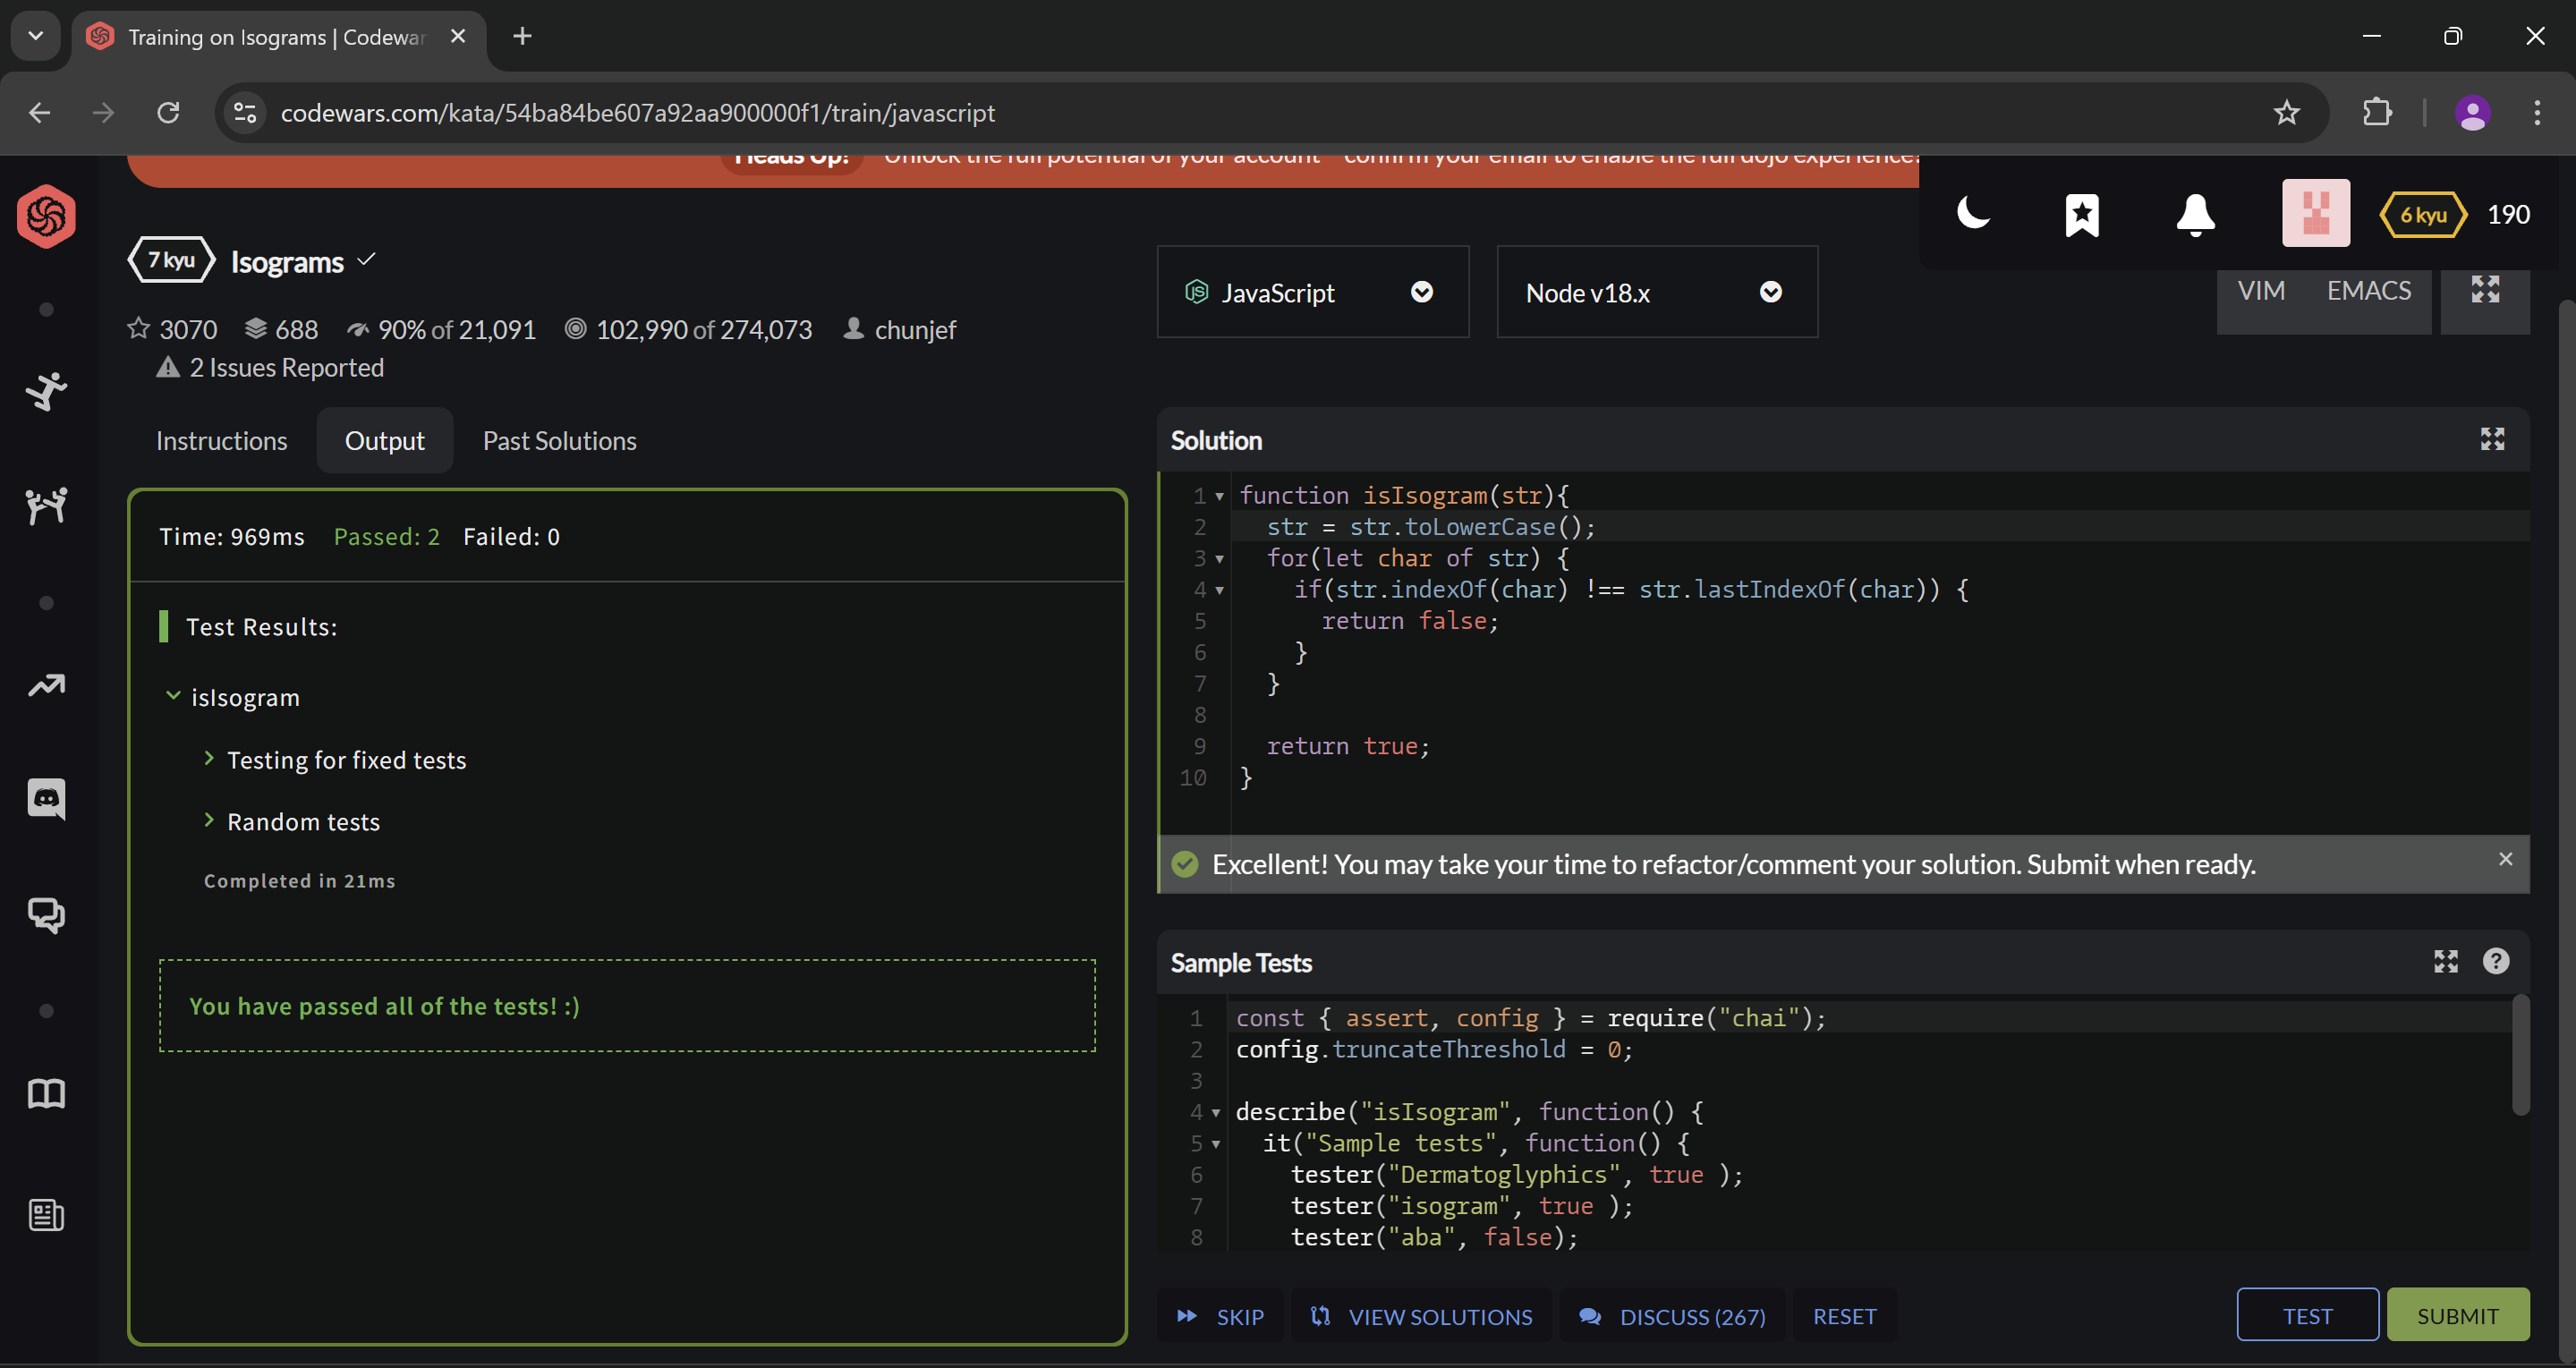 Training on Isograms | Codewar
codewars.com/kata/54ba84be607a92aa900000f1/train/javascript
Heads Up! Unlock the full potential of your account confirm your email to enable the full dojo experience.
6 kyu 190
7 kyu Isograms
3070 688 90% of 21,091 102,990 of 274,073 chunjef
2 Issues Reported
JavaScript
Node v18.x
VIM EMACS
Instructions Output Past Solutions
Time: 969ms Passed: 2 Failed: 0
Test Results:
isIsogram
Testing for fixed tests
Random tests
Completed in 21ms
You have passed all of the tests! :)
Solution
1 function isIsogram(str){
2 str = str.toLowerCase();
3 for(let char of str) {
4 if(str.indexOf(char) !== str.lastIndexOf(char)) {
5 return false;
6 }
7 }
8
9 return true;
10 }
Excellent! You may take your time to refactor/comment your solution. Submit when ready.
Sample Tests
1 const { assert, config } = require("chai");
2 config.truncateThreshold = 0;
3
4 describe("isIsogram", function() {
5 it("Sample tests", function() {
6 tester("Dermatoglyphics", true );
7 tester("isogram", true );
8 tester("aba", false);
SKIP VIEW SOLUTIONS DISCUSS (267) RESET
TEST SUBMIT